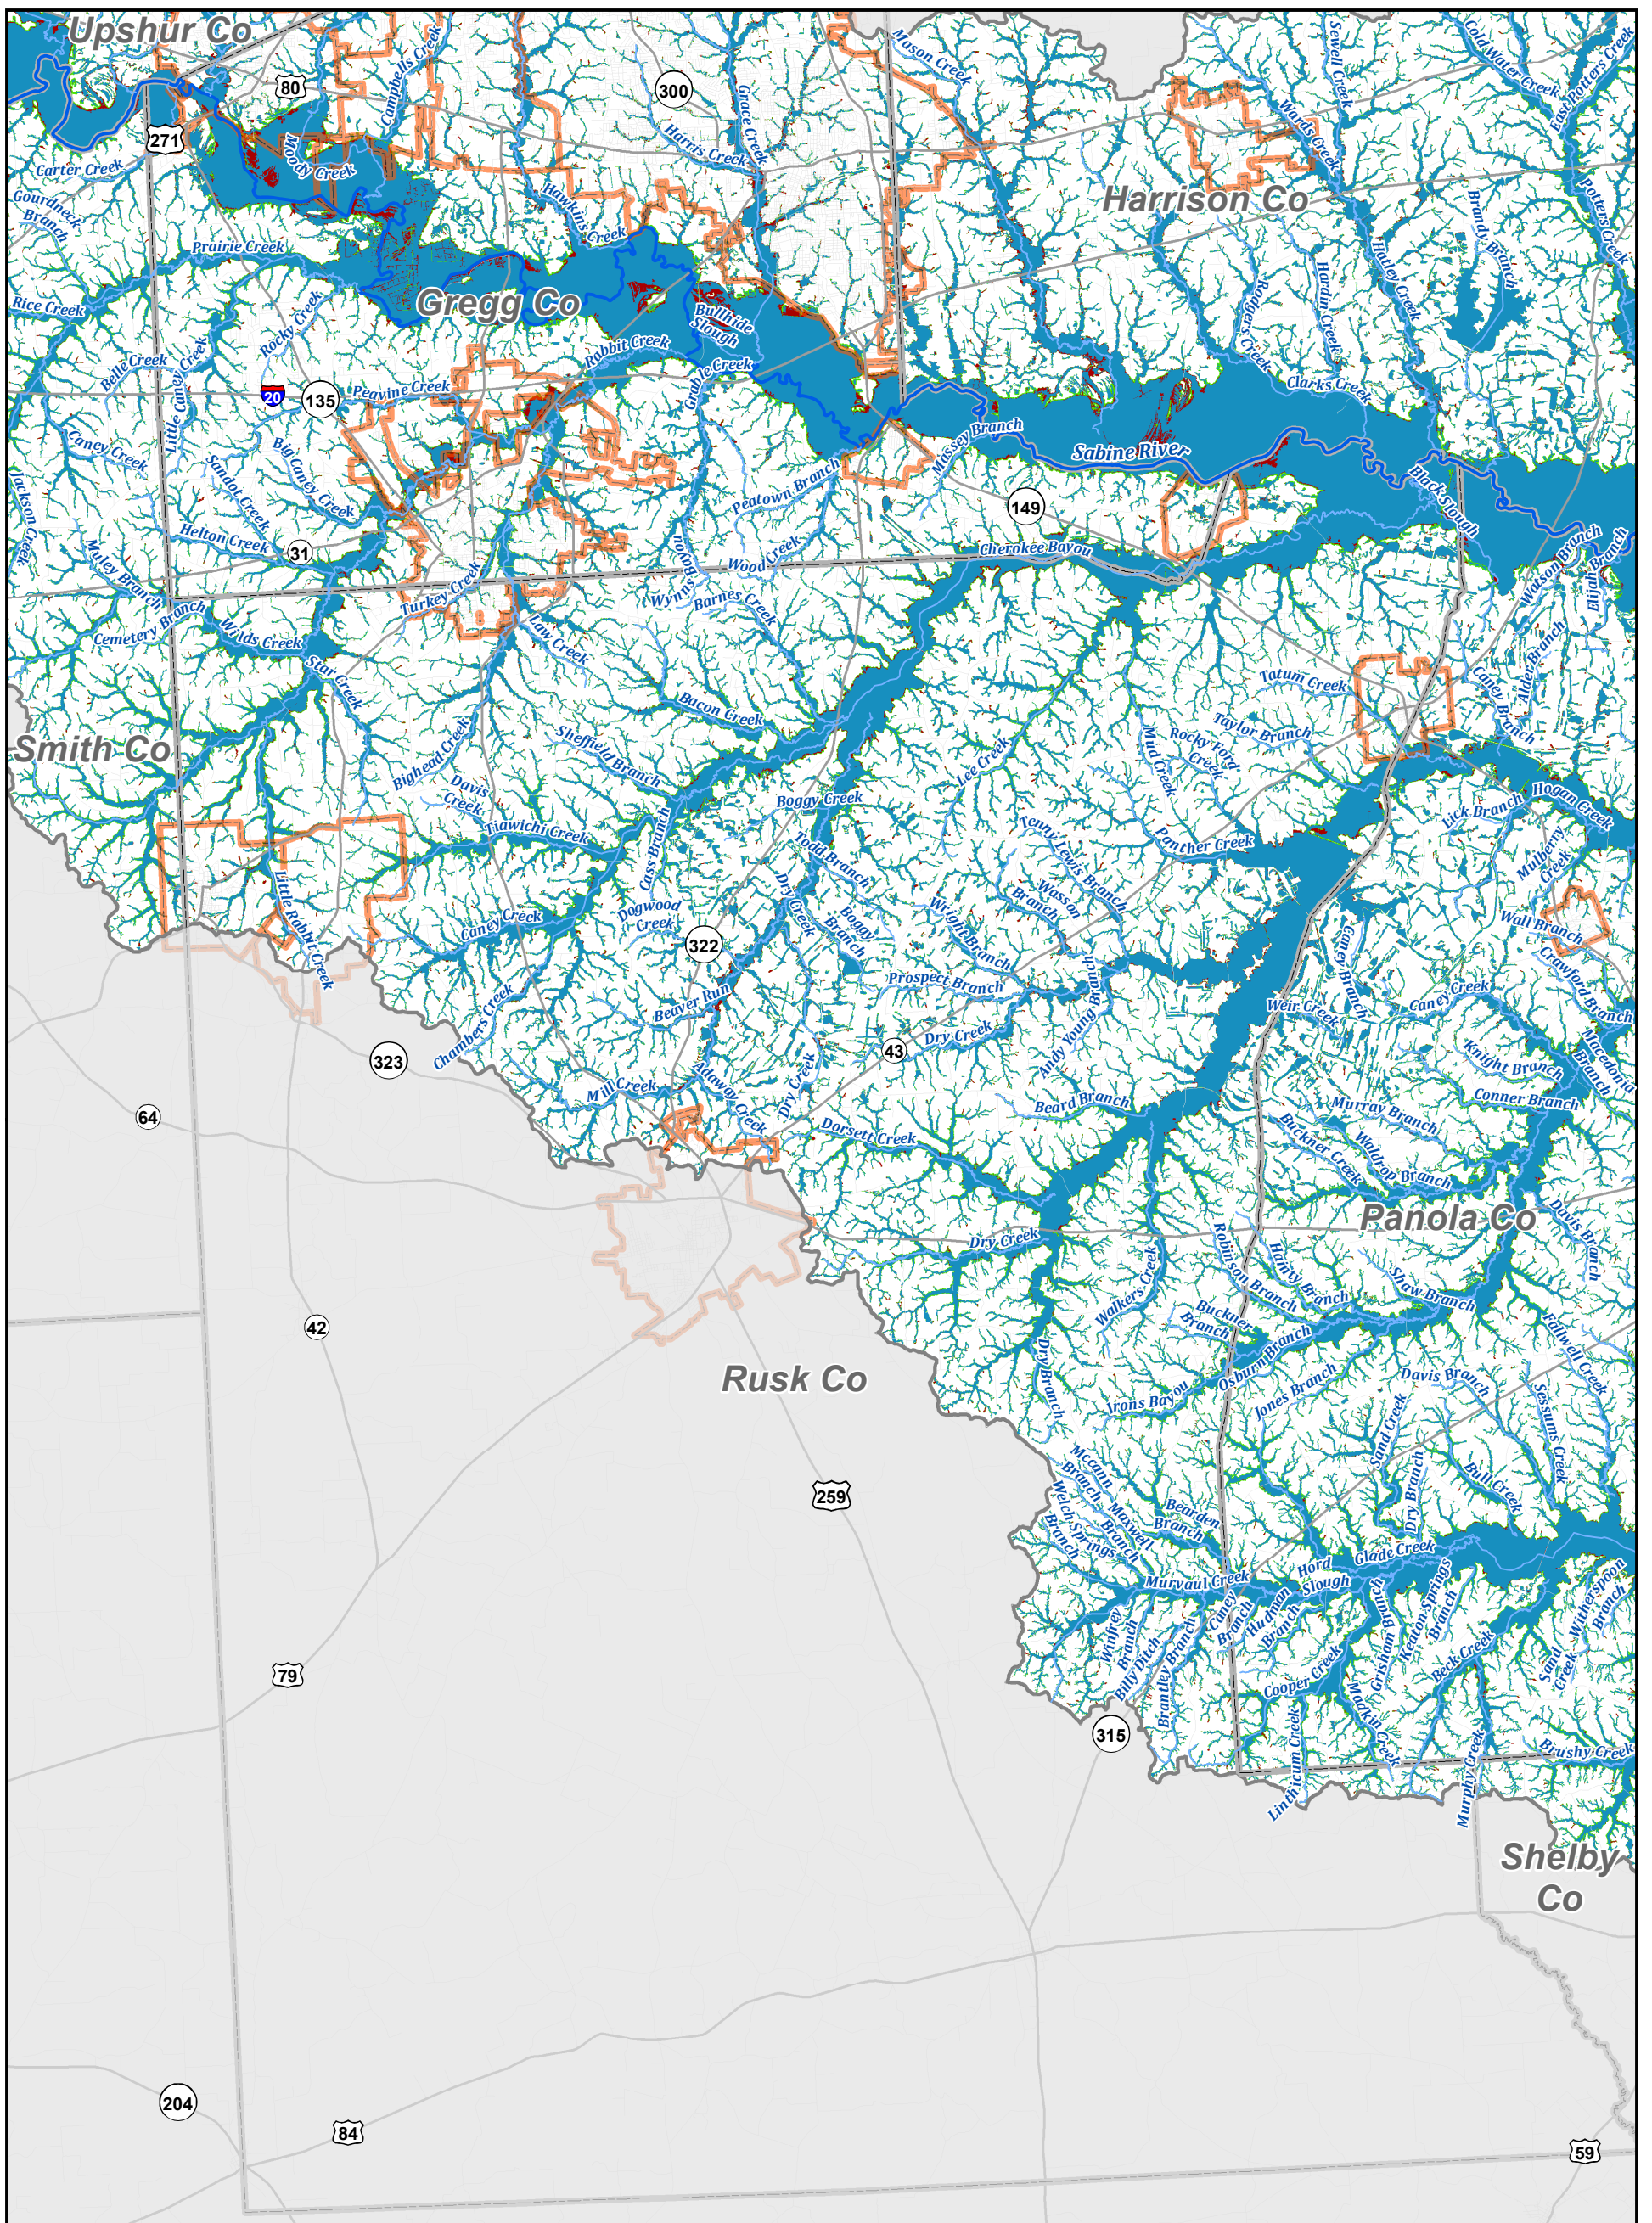 Upshur Co
80
Campbells Creek
300
Mason Creek
Sewell Creek
Cold Water Creek
East Potters Creek
271
Moody Creek
Harris Creek
Grace Creek
Wards Creek
Carter Creek
Gourdneck
Branch
Hawkins
Creek
Harrison Co
Brandy Branch
Potters Creek
Prairie Creek
Rice Creek
Gregg Co
Rocky Creek
Bullhide
Slough
Rodgers Creek
Hardin Creek
Hatley Creek
Belle Creek
Little Caney Creek
Rabbit Creek
20
135
Peavine Creek
Grable Creek
Clarks Creek
Caney Creek
Sandot Creek
Big Caney Creek
Massey Branch
Sabine River
Peatown Branch
149
Black Slough
Jackson Creek
Muley Branch
Helton Creek
31
Wood Creek
Cherokee Bayou
Watson Branch
Elijah Branch
Wynns Bayou
Barnes Creek
Turkey Creek
Cemetery Branch
Wilds Creek
Law Creek
Star Creek
Tatum Creek
Caney Branch
Alder Branch
Smith Co
Bighead Creek
Bacon Creek
Sheffield Branch
Taylor Branch
Rocky Ford
Creek
Mud Creek
Lee Creek
Davis
Creek
Tiawichi Creek
Boggy Creek
Lick Branch
Hogan Creek
Mulberry
Creek
Todd Branch
Tenny Lewis Branch
Panther Creek
Cass Branch
Little Rabbit Creek
Caney Creek
Dogwood
Creek
Dry Creek
Boggy
Branch
Wright Branch
Wasson
Branch
Wall Branch
322
Caney Branch
Crawford Branch
Prospect Branch
Beaver Run
Weir Creek
Caney Creek
Chambers Creek
323
43
Dry Creek
Andy Young Branch
Knight Branch
Macedonia
Branch
64
Mill Creek
Adaway Creek
Dry Creek
Beard Branch
Conner Branch
Murray Branch
Dorsett Creek
Buckner Creek
Waldrop Branch
Panola Co
Davis Branch
Dry Creek
Robinson Branch
Hainty Branch
Walkers Creek
Shaw Branch
42
Buckner
Branch
Osburn Branch
Fallwell Creek
Rusk Co
Dry Branch
Irons Bayou
Jones Branch
Davis Branch
Sessums Creek
Sand Creek
Mccann
Branch
Bull Creek
259
Welch Springs
Branch
Maxwell
Branch
Bearden
Branch
Dry Branch
Murvaul Creek
Hord
Slough
Glade Creek
Winfrey
Branch
Billy Ditch
Brantley Branch
Caney
Branch
Hudman
Branch
Grisham Branch
Keaton Springs
Branch
Witherspoon
Branch
79
Cooper Creek
Beck Creek
Sand
Creek
315
Madkin Creek
Linthicum Creek
Murphy Creek
Brushy Creek
Shelby
Co
204
84
59